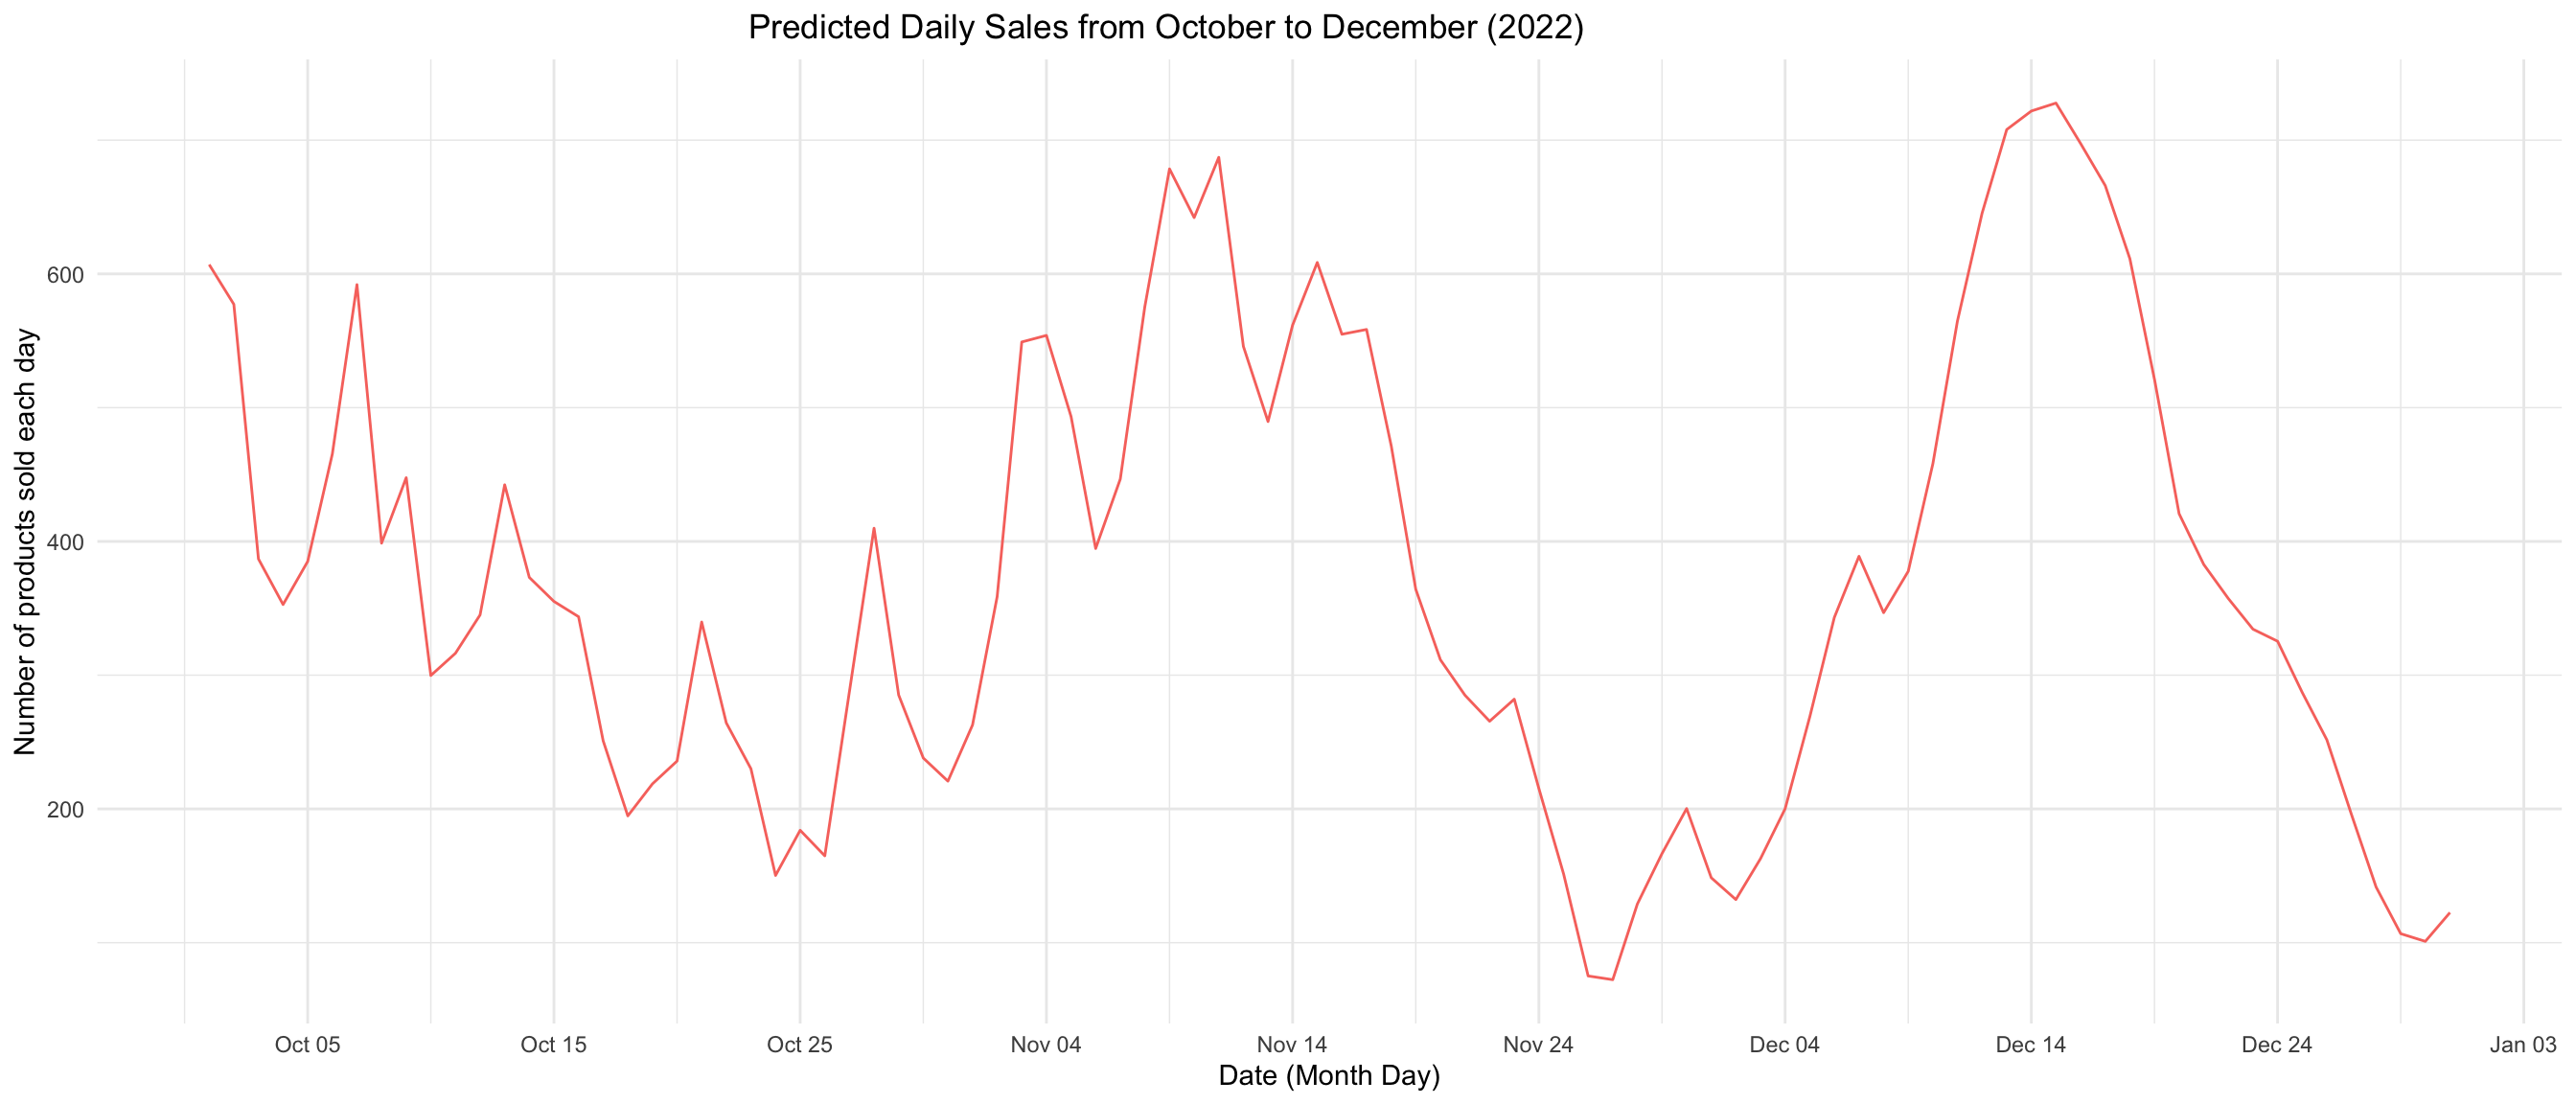 Predicted Daily Sales from October to December (2022)
Number of products sold each day
600
400
200
Oct 05 Oct 15 Oct 25 Nov 04 Nov 14 Nov 24 Dec 04 Dec 14 Dec 24 Jan 03
Date (Month Day)